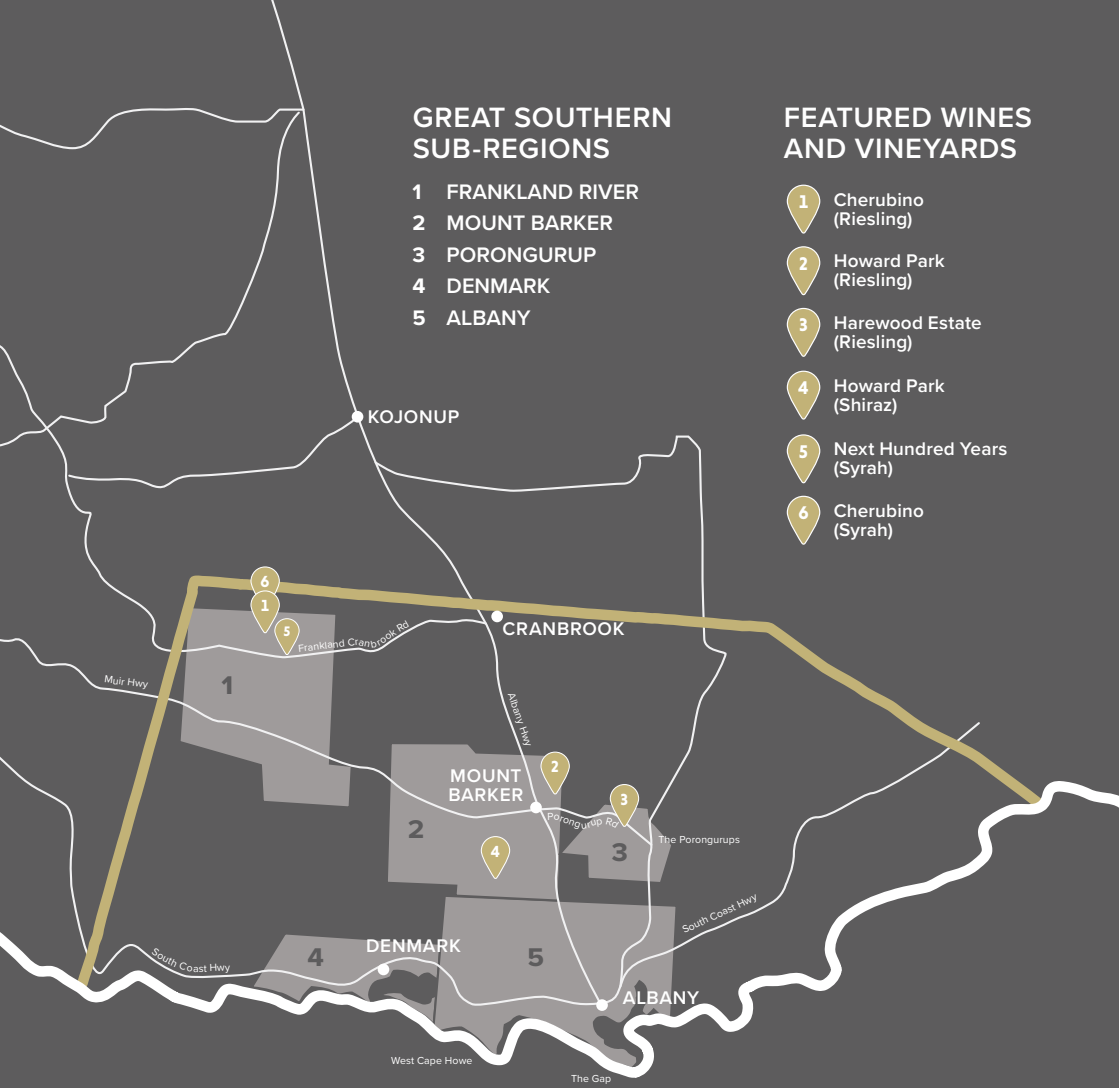 GREAT SOUTHERN
SUB-REGIONS
1 FRANKLAND RIVER
2 MOUNT BARKER
3 PORONGURUP
4 DENMARK
5 ALBANY
FEATURED WINES
AND VINEYARDS
1 Cherubino
(Riesling)
2 Howard Park
(Riesling)
3 Harewood Estate
(Riesling)
4 Howard Park
(Shiraz)
5 Next Hundred Years
(Syrah)
6 Cherubino
(Syrah)
KOJONUP
6
1
5
CRANBROOK
Frankland Cranbrook Rd
Muir Hwy
1
Albany Hwy
2
MOUNT
BARKER
3
Porongurup Rd
2
The Porongurups
4
3
South Coast Hwy
DENMARK
4
5
South Coast Hwy
ALBANY
West Cape Howe
The Gap